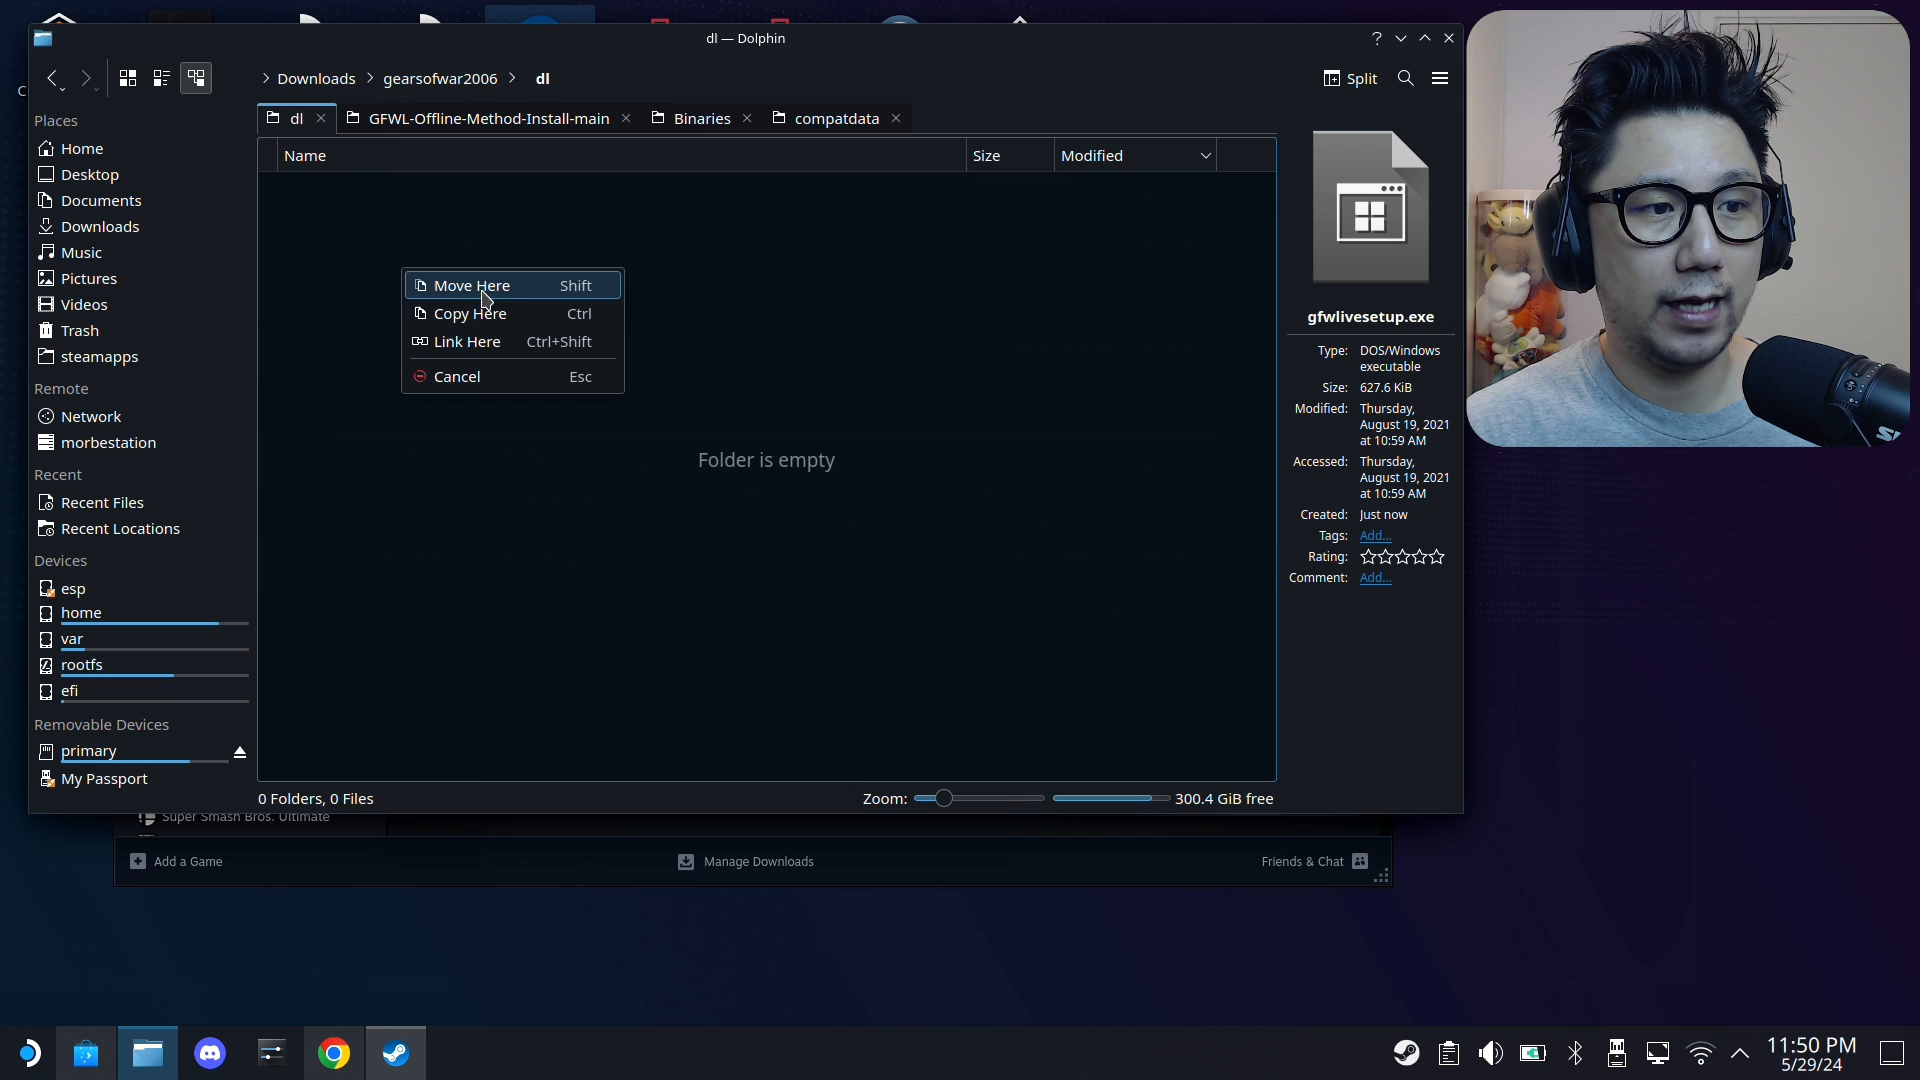 dl — Dolphin
Downloads
gearsofwar2006
dl
Split
dl
GFWL-Offline-Method-Install-main
Binaries
compatdata
Places
Home
Desktop
Documents
Downloads
Music
Pictures
Videos
Trash
steamapps
Remote
Network
morbestation
Recent
Recent Files
Recent Locations
Devices
esp
home
var
rootfs
efi
Removable Devices
primary
My Passport
Name
Size
Modified
Move Here Shift
Copy Here Ctrl
Link Here Ctrl+Shift
Cancel Esc
Folder is empty
gfwlivesetup.exe
Type: DOS/Windows
executable
Size: 627.6 KiB
Modified: Thursday,
August 19, 2021
at 10:59 AM
Accessed: Thursday,
August 19, 2021
at 10:59 AM
Created: Just now
Tags: Add...
Rating:
Comment: Add...
0 Folders, 0 Files
Zoom:
300.4 GiB free
Super Smash Bros. Ultimate
Add a Game
Manage Downloads
Friends & Chat
11:50 PM
5/29/24